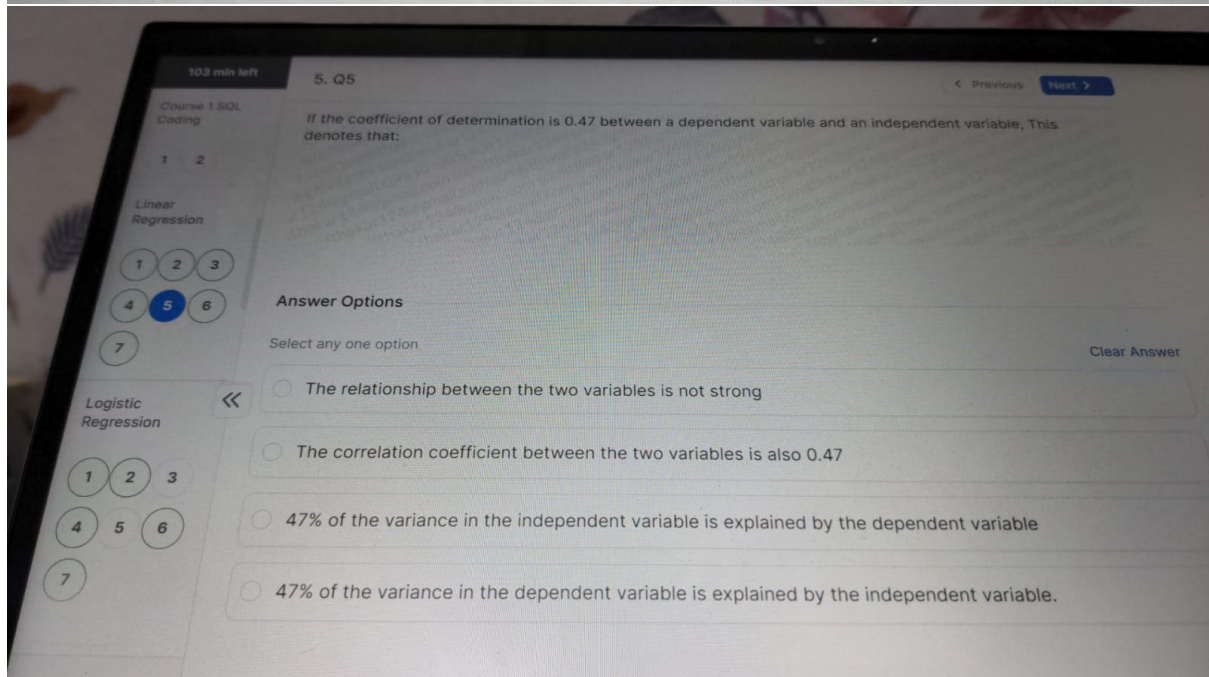 103 min left
5. Q5
< Previous
Next >
Course 1 SQL
Coding
1 2
If the coefficient of determination is 0.47 between a dependent variable and an independent variable, This
denotes that:
Linear
Regression
1 2 3
4 5 6
7
Answer Options
Select any one option
Clear Answer
The relationship between the two variables is not strong
Logistic
Regression
The correlation coefficient between the two variables is also 0.47
1 2 3
4 5 6
47% of the variance in the independent variable is explained by the dependent variable
7
47% of the variance in the dependent variable is explained by the independent variable.